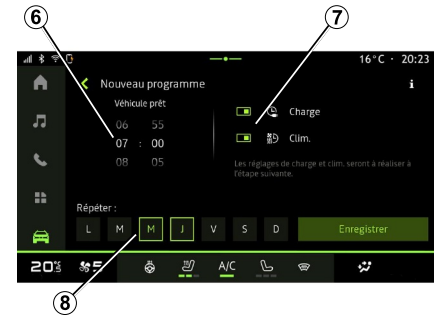 6
7
16°C · 20:23
Nouveau programme
i
Véhicule prêt
06 55
07 : 00
08 05
Charge
Clim.
Les réglages de charge et clim. seront à réaliser à
l'étape suivante.
Répéter :
L M M J V S D
Enregistrer
20
5
A/C
8